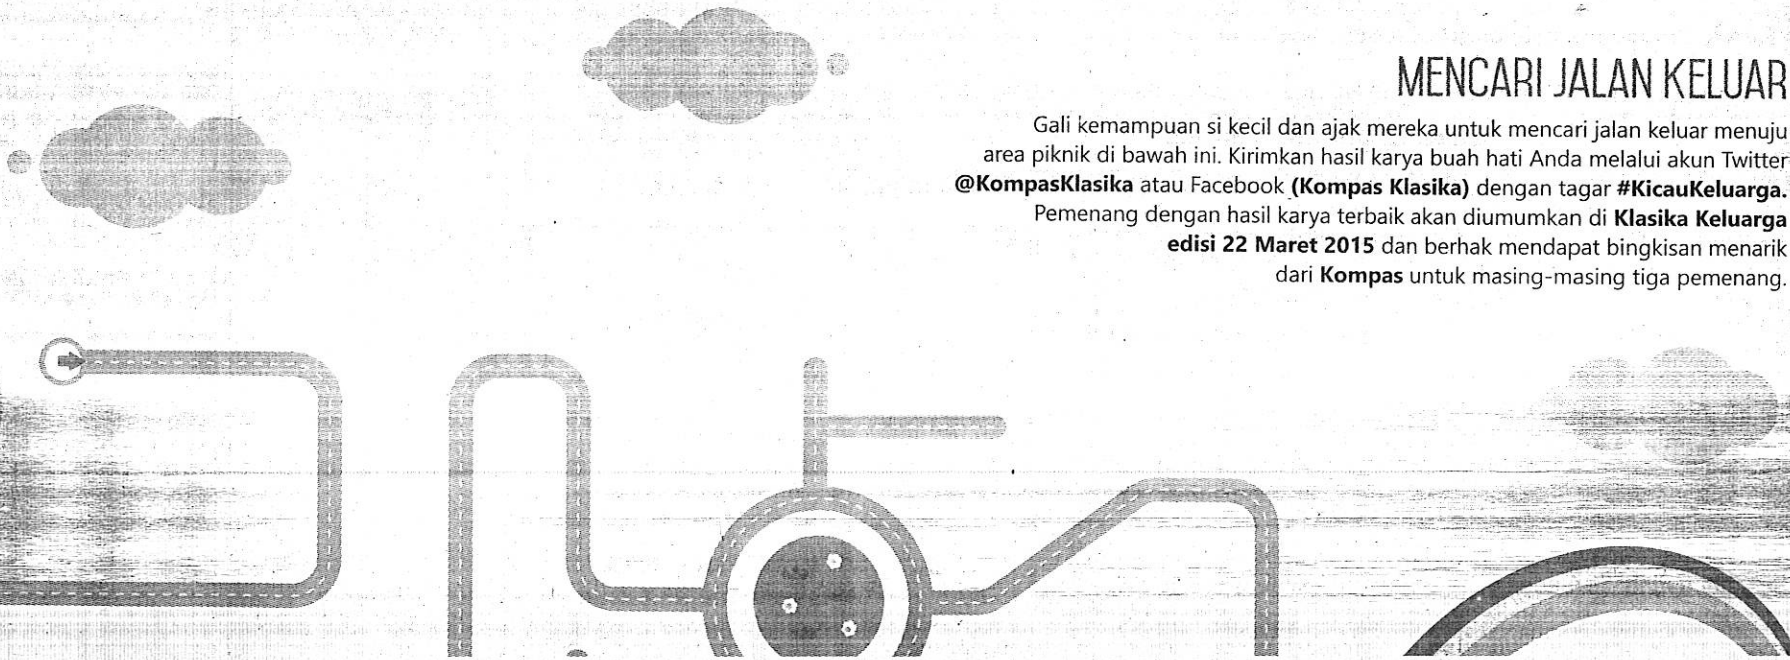 MENCARI JALAN KELUAR
Gali kemampuan si kecil dan ajak mereka untuk mencari jalan keluar menuju
area piknik di bawah ini. Kirimkan hasil karya buah hati Anda melalui akun Twitter
@KompasKlasika atau Facebook (Kompas Klasika) dengan tagar #KicauKeluarga.
Pemenang dengan hasil karya terbaik akan diumumkan di Klasika Keluarga
edisi 22 Maret 2015 dan berhak mendapat bingkisan menarik
dari Kompas untuk masing-masing tiga pemenang.